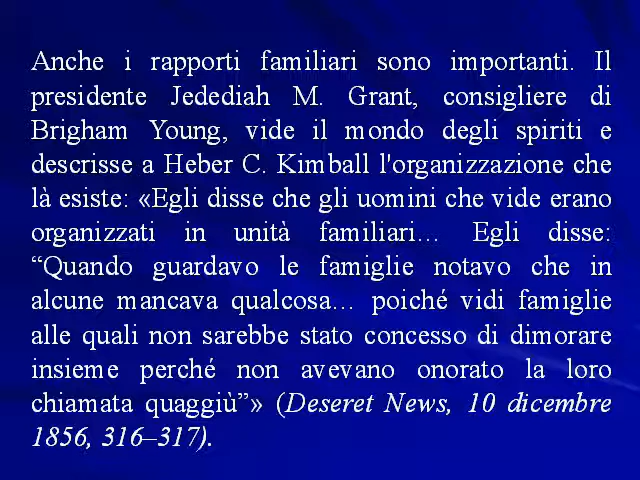 Anche i rapporti familiari sono importanti. Il
presidente Jedediah M. Grant, consigliere di
Brigham Young, vide il mondo degli spiriti e
descrisse a Heber C. Kimball l'organizzazione che
là esiste: «Egli disse che gli uomini che vide erano
organizzati in unità familiari… Egli disse:
“Quando guardavo le famiglie notavo che in
alcune mancava qualcosa… poiché vidi famiglie
alle quali non sarebbe stato concesso di dimorare
insieme perché non avevano onorato la loro
chiamata quaggiù”» (Deseret News, 10 dicembre
1856, 316–317).